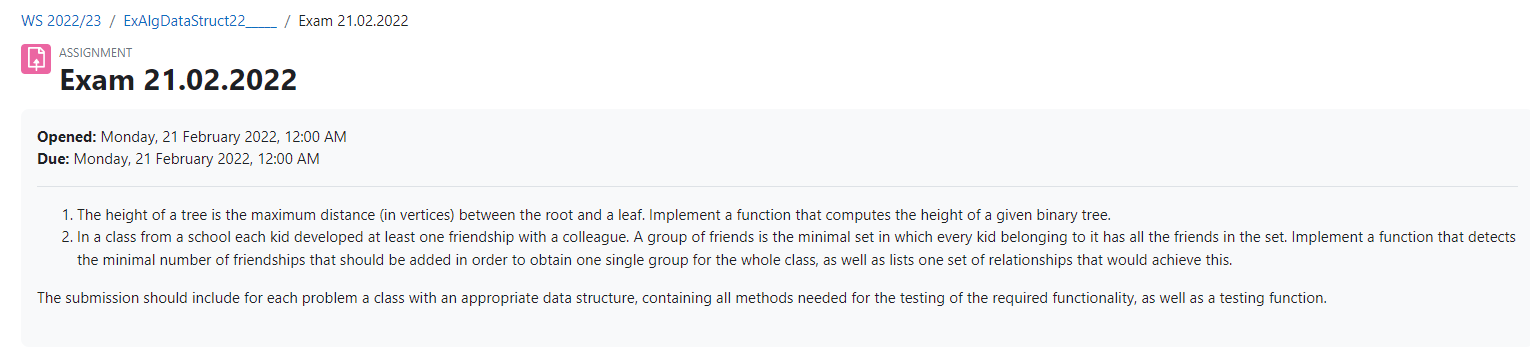 WS 2022/23 / ExAlgDataStruct22_____ / Exam 21.02.2022
ASSIGNMENT
Exam 21.02.2022
Opened: Monday, 21 February 2022, 12:00 AM
Due: Monday, 21 February 2022, 12:00 AM
1. The height of a tree is the maximum distance (in vertices) between the root and a leaf. Implement a function that computes the height of a given binary tree.
2. In a class from a school each kid developed at least one friendship with a colleague. A group of friends is the minimal set in which every kid belonging to it has all the friends in the set. Implement a function that detects
the minimal number of friendships that should be added in order to obtain one single group for the whole class, as well as lists one set of relationships that would achieve this.
The submission should include for each problem a class with an appropriate data structure, containing all methods needed for the testing of the required functionality, as well as a testing function.